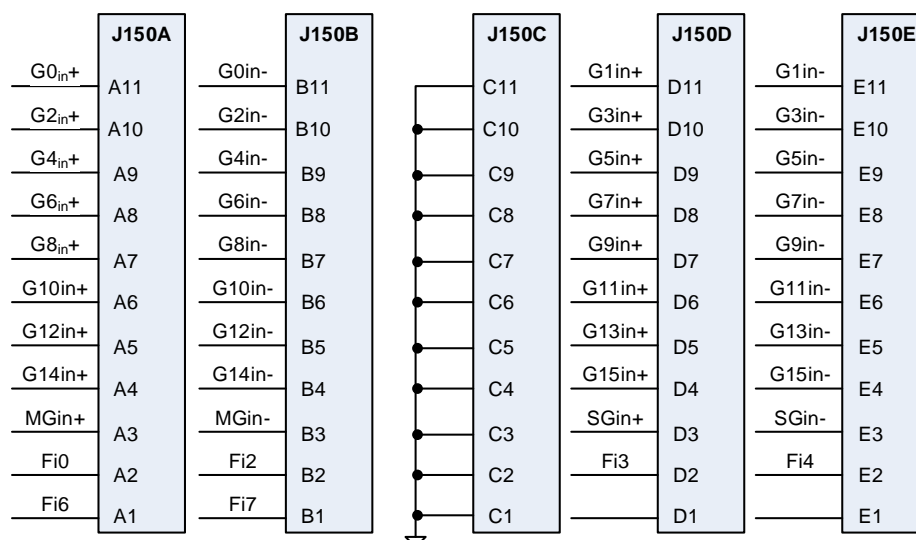 J150A J150B J150C J150D J150E
G0in+ A11 G0in- B11 C11 G1in+ D11 G1in- E11
G2in+ A10 G2in- B10 C10 G3in+ D10 G3in- E10
G4in+ A9 G4in- B9 C9 G5in+ D9 G5in- E9
G6in+ A8 G6in- B8 C8 G7in+ D8 G7in- E8
G8in+ A7 G8in- B7 C7 G9in+ D7 G9in- E7
G10in+ A6 G10in- B6 C6 G11in+ D6 G11in- E6
G12in+ A5 G12in- B5 C5 G13in+ D5 G13in- E5
G14in+ A4 G14in- B4 C4 G15in+ D4 G15in- E4
MGin+ A3 MGin- B3 C3 SGin+ D3 SGin- E3
Fi0 A2 Fi2 B2 C2 Fi3 D2 Fi4 E2
Fi6 A1 Fi7 B1 C1 D1 E1